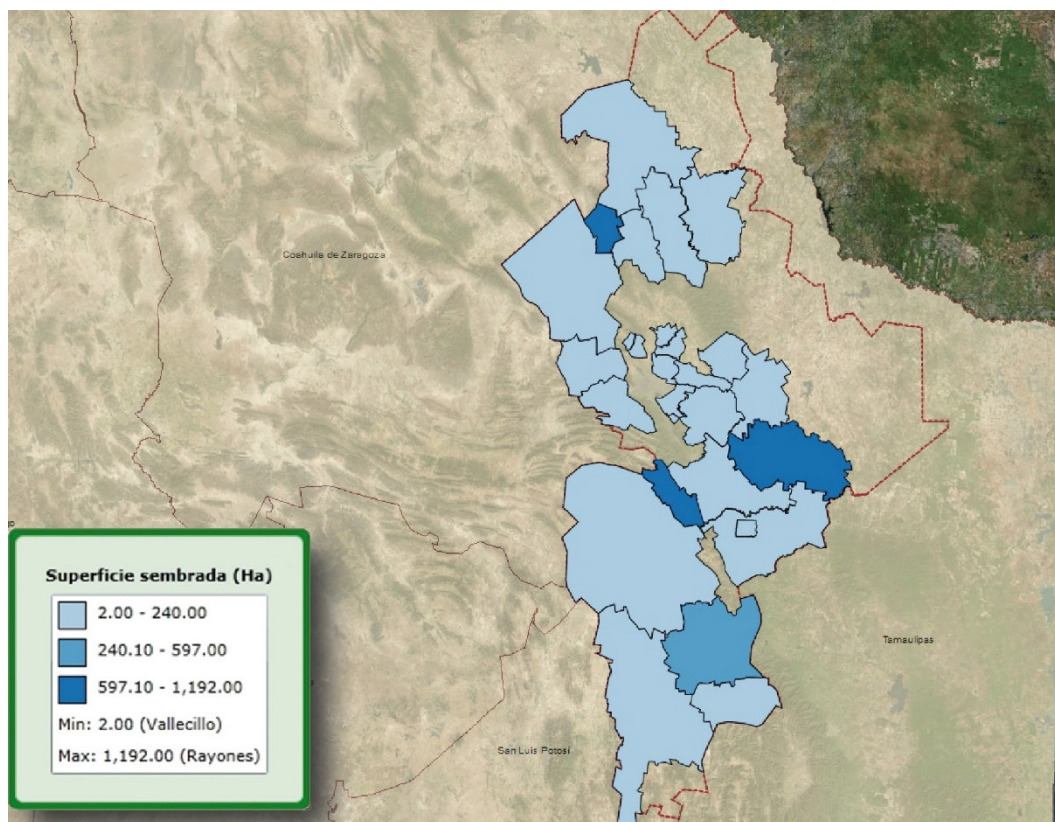 Coahuila de Zaragoza
Tamaulipas
San Luis Potosí
Superficie sembrada (Ha)
2.00 - 240.00
240.10 - 597.00
597.10 - 1,192.00
Min: 2.00 (Vallecillo)
Max: 1,192.00 (Rayones)